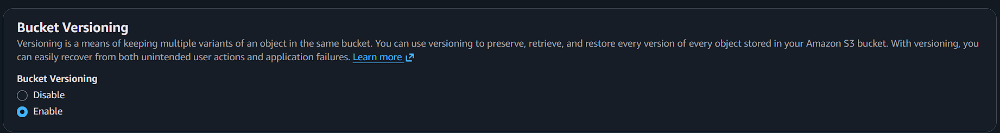 Bucket Versioning
Versioning is a means of keeping multiple variants of an object in the same bucket. You can use versioning to preserve, retrieve, and restore every version of every object stored in your Amazon S3 bucket. With versioning, you
can easily recover from both unintended user actions and application failures. Learn more
Bucket Versioning
Disable
Enable